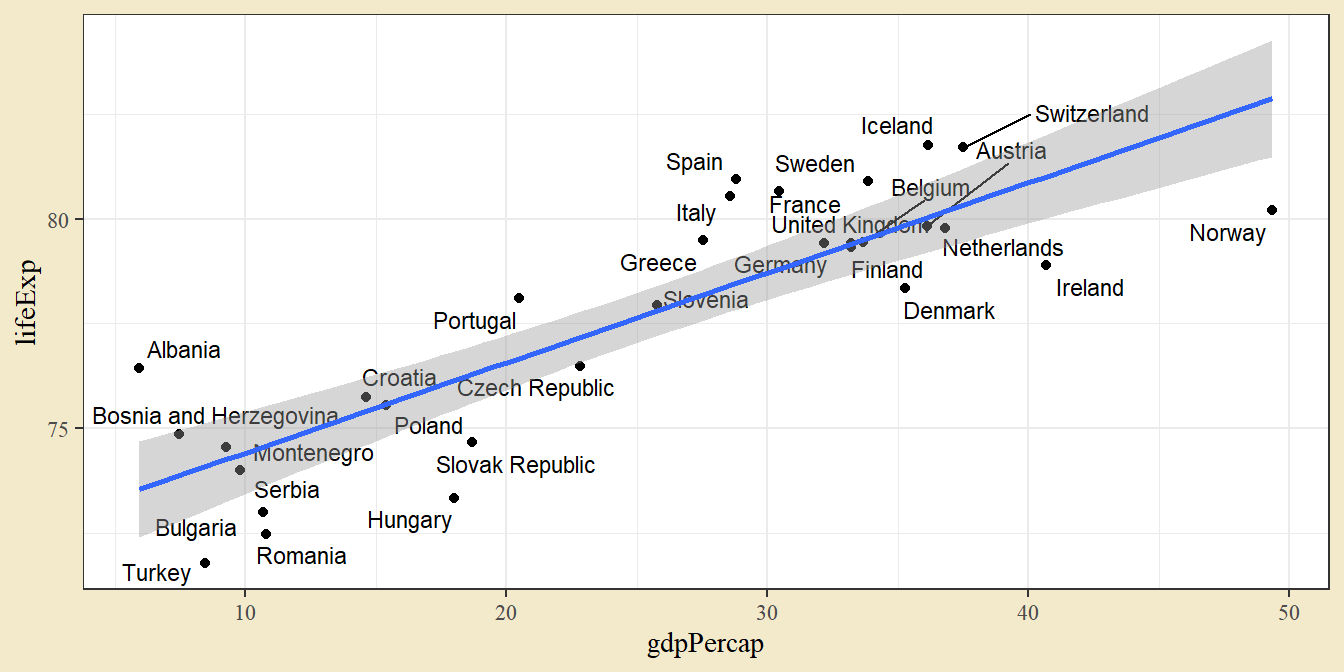 Switzerland
Iceland
Austria
Spain
Sweden
Belgium
Italy
France
United Kingdom
80
Norway
Netherlands
Greece
Germany
Finland
Ireland
Slovenia
Denmark
Portugal
Albania
Croatia
Czech Republic
Bosnia and Herzegovina
75
Poland
Montenegro
Slovak Republic
Serbia
Hungary
Bulgaria
Romania
Turkey
lifeExp
10
20
30
40
50
gdpPercap